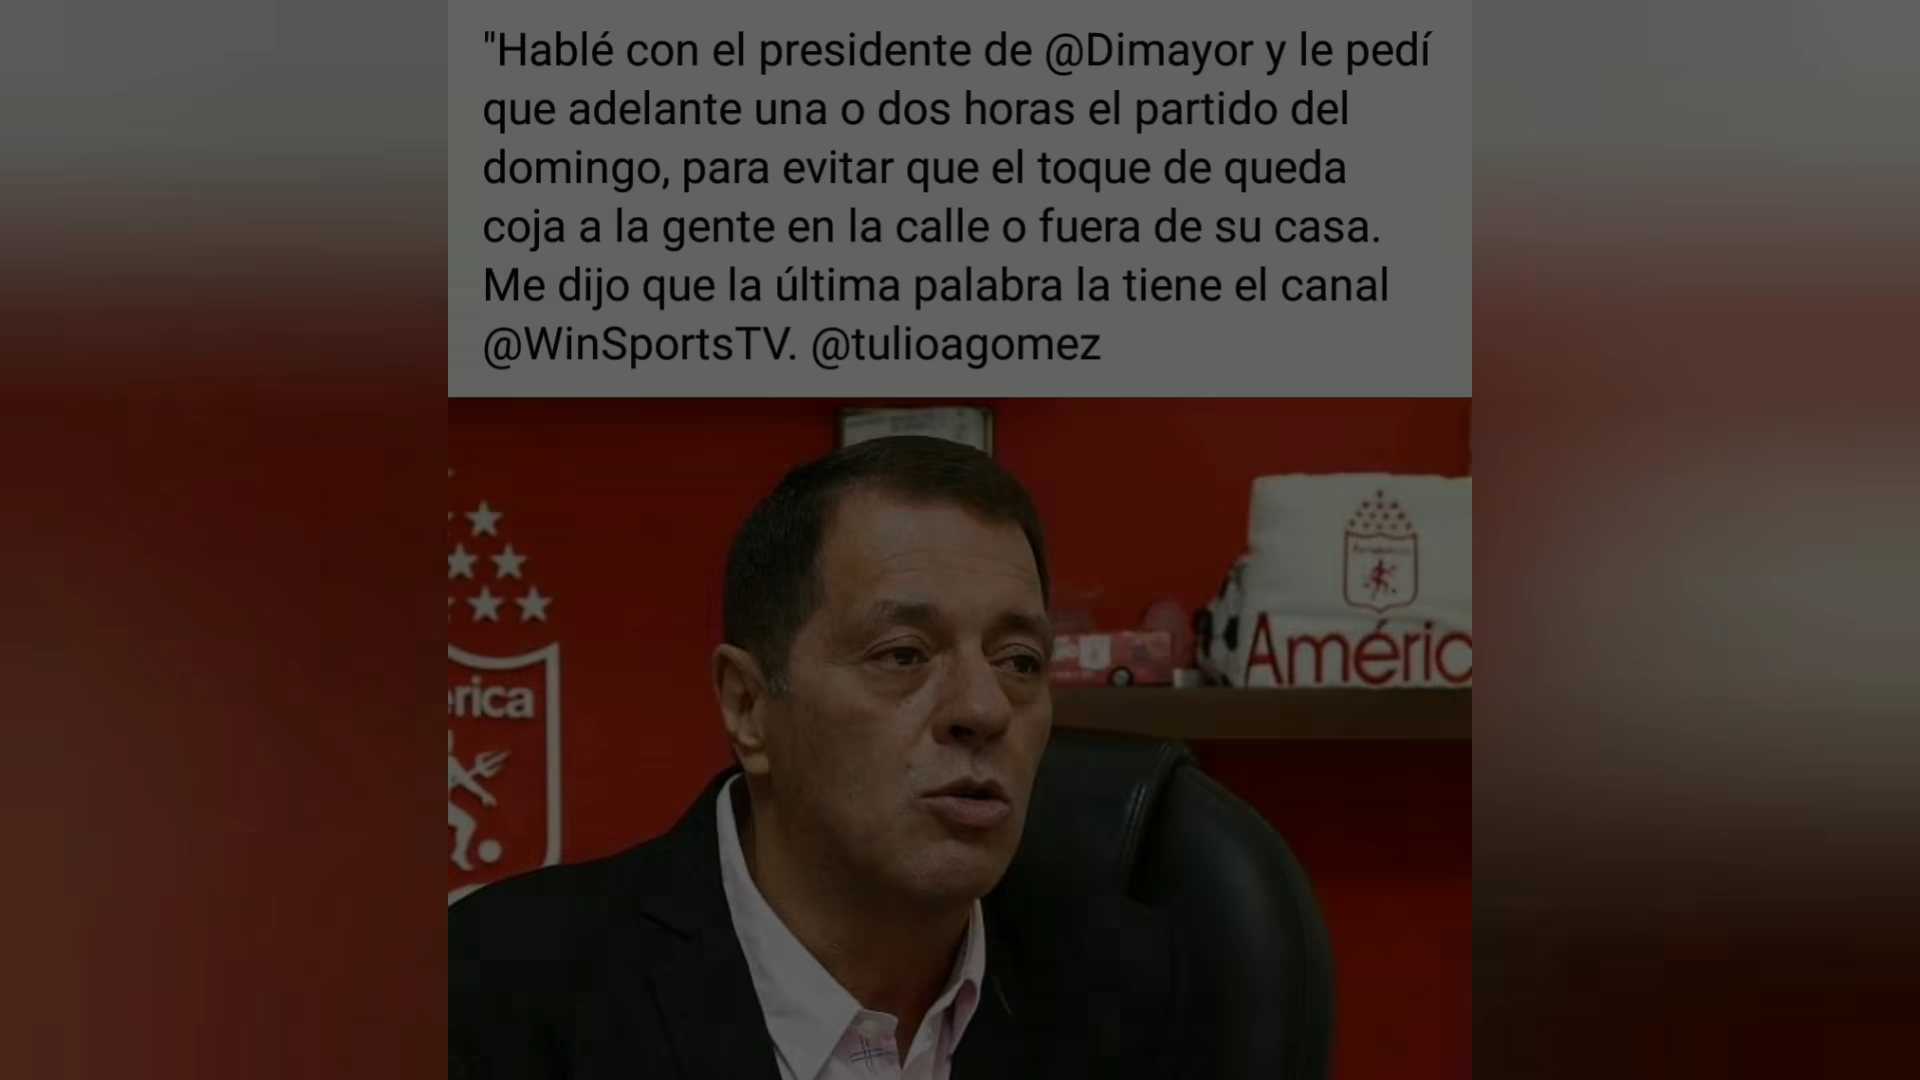 "Hablé con el presidente de @Dimayor y le pedí
que adelante una o dos horas el partido del
domingo, para evitar que el toque de queda
coja a la gente en la calle o fuera de su casa.
Me dijo que la última palabra la tiene el canal
@WinSportsTV. @tulioagomez
rica
Améric